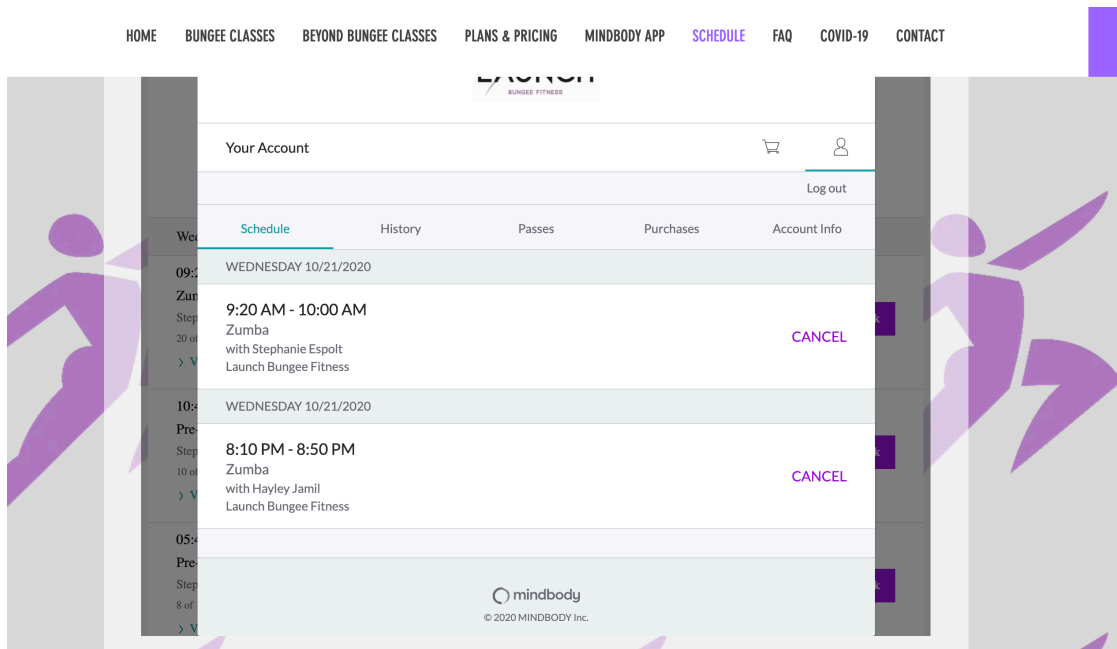 HOME BUNGEE CLASSES BEYOND BUNGEE CLASSES PLANS & PRICING MINDBODY APP SCHEDULE FAQ COVID-19 CONTACT
LAUNCH
BUNGEE FITNESS
Your Account
Log out
Schedule History Passes Purchases Account Info
WEDNESDAY 10/21/2020
9:20 AM - 10:00 AM
Zumba
with Stephanie Espolt
Launch Bungee Fitness
CANCEL
WEDNESDAY 10/21/2020
8:10 PM - 8:50 PM
Zumba
with Hayley Jamil
Launch Bungee Fitness
CANCEL
mindbody
© 2020 MINDBODY Inc.